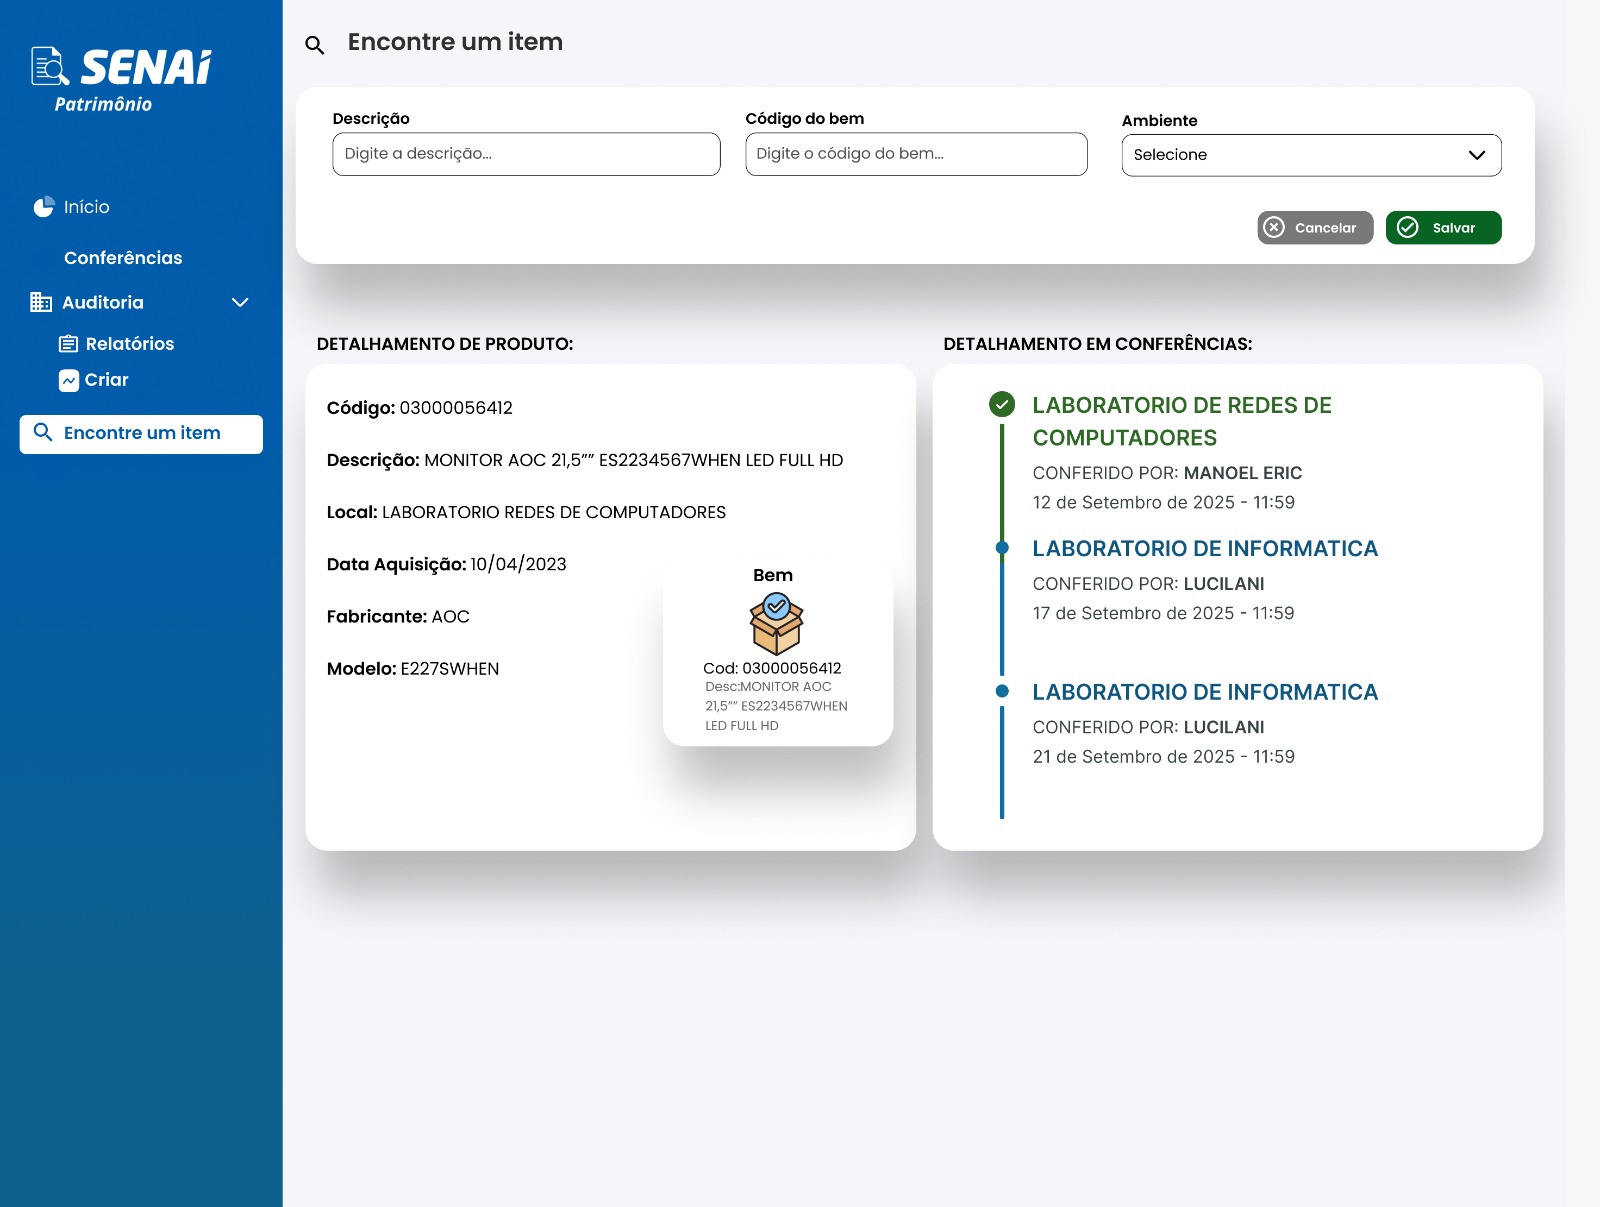 SENAI
Patrimônio
Início
Conferências
Auditoria
Relatórios
Criar
Encontre um item
Encontre um item
Descrição
Digite a descrição...
Código do bem
Digite o código do bem...
Ambiente
Selecione
Cancelar
Salvar
DETALHAMENTO DE PRODUTO:
Código: 03000056412
Descrição: MONITOR AOC 21,5”” ES2234567WHEN LED FULL HD
Local: LABORATORIO REDES DE COMPUTADORES
Data Aquisição: 10/04/2023
Fabricante: AOC
Modelo: E227SWHEN
Bem
Cod: 03000056412
Desc:MONITOR AOC
21,5”” ES2234567WHEN
LED FULL HD
DETALHAMENTO EM CONFERÊNCIAS:
LABORATORIO DE REDES DE
COMPUTADORES
CONFERIDO POR: MANOEL ERIC
12 de Setembro de 2025 - 11:59
LABORATORIO DE INFORMATICA
CONFERIDO POR: LUCILANI
17 de Setembro de 2025 - 11:59
LABORATORIO DE INFORMATICA
CONFERIDO POR: LUCILANI
21 de Setembro de 2025 - 11:59